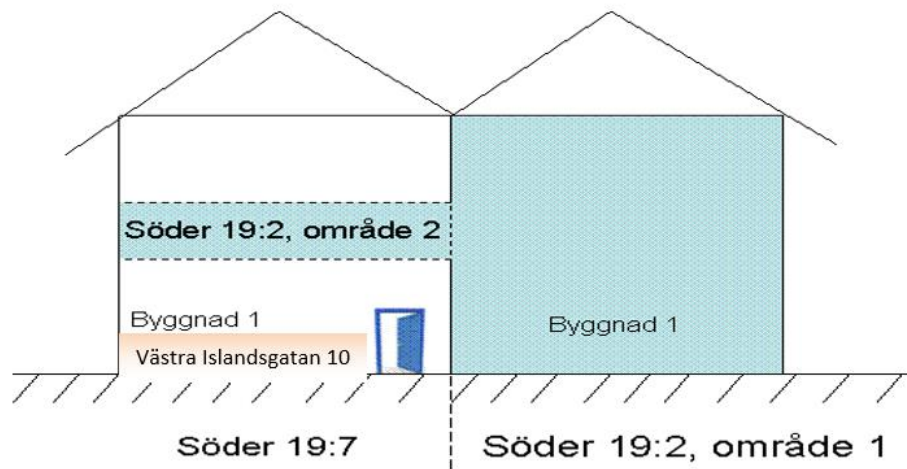 Söder 19:2, område 2
Byggnad 1
Västra Islandsgatan 10
Byggnad 1
Söder 19:7
Söder 19:2, område 1